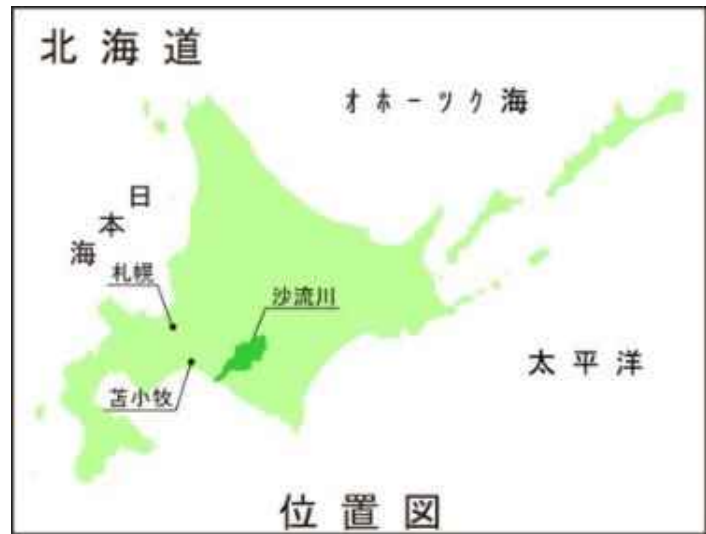 北海道
オホーツク海
日本海
札幌
沙流川
太平洋
苫小牧
位置図